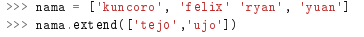 >>> nama = ['kuncoro', 'felix' 'ryan', 'yuan']
>>> nama.extend(['tejo','ujo'])